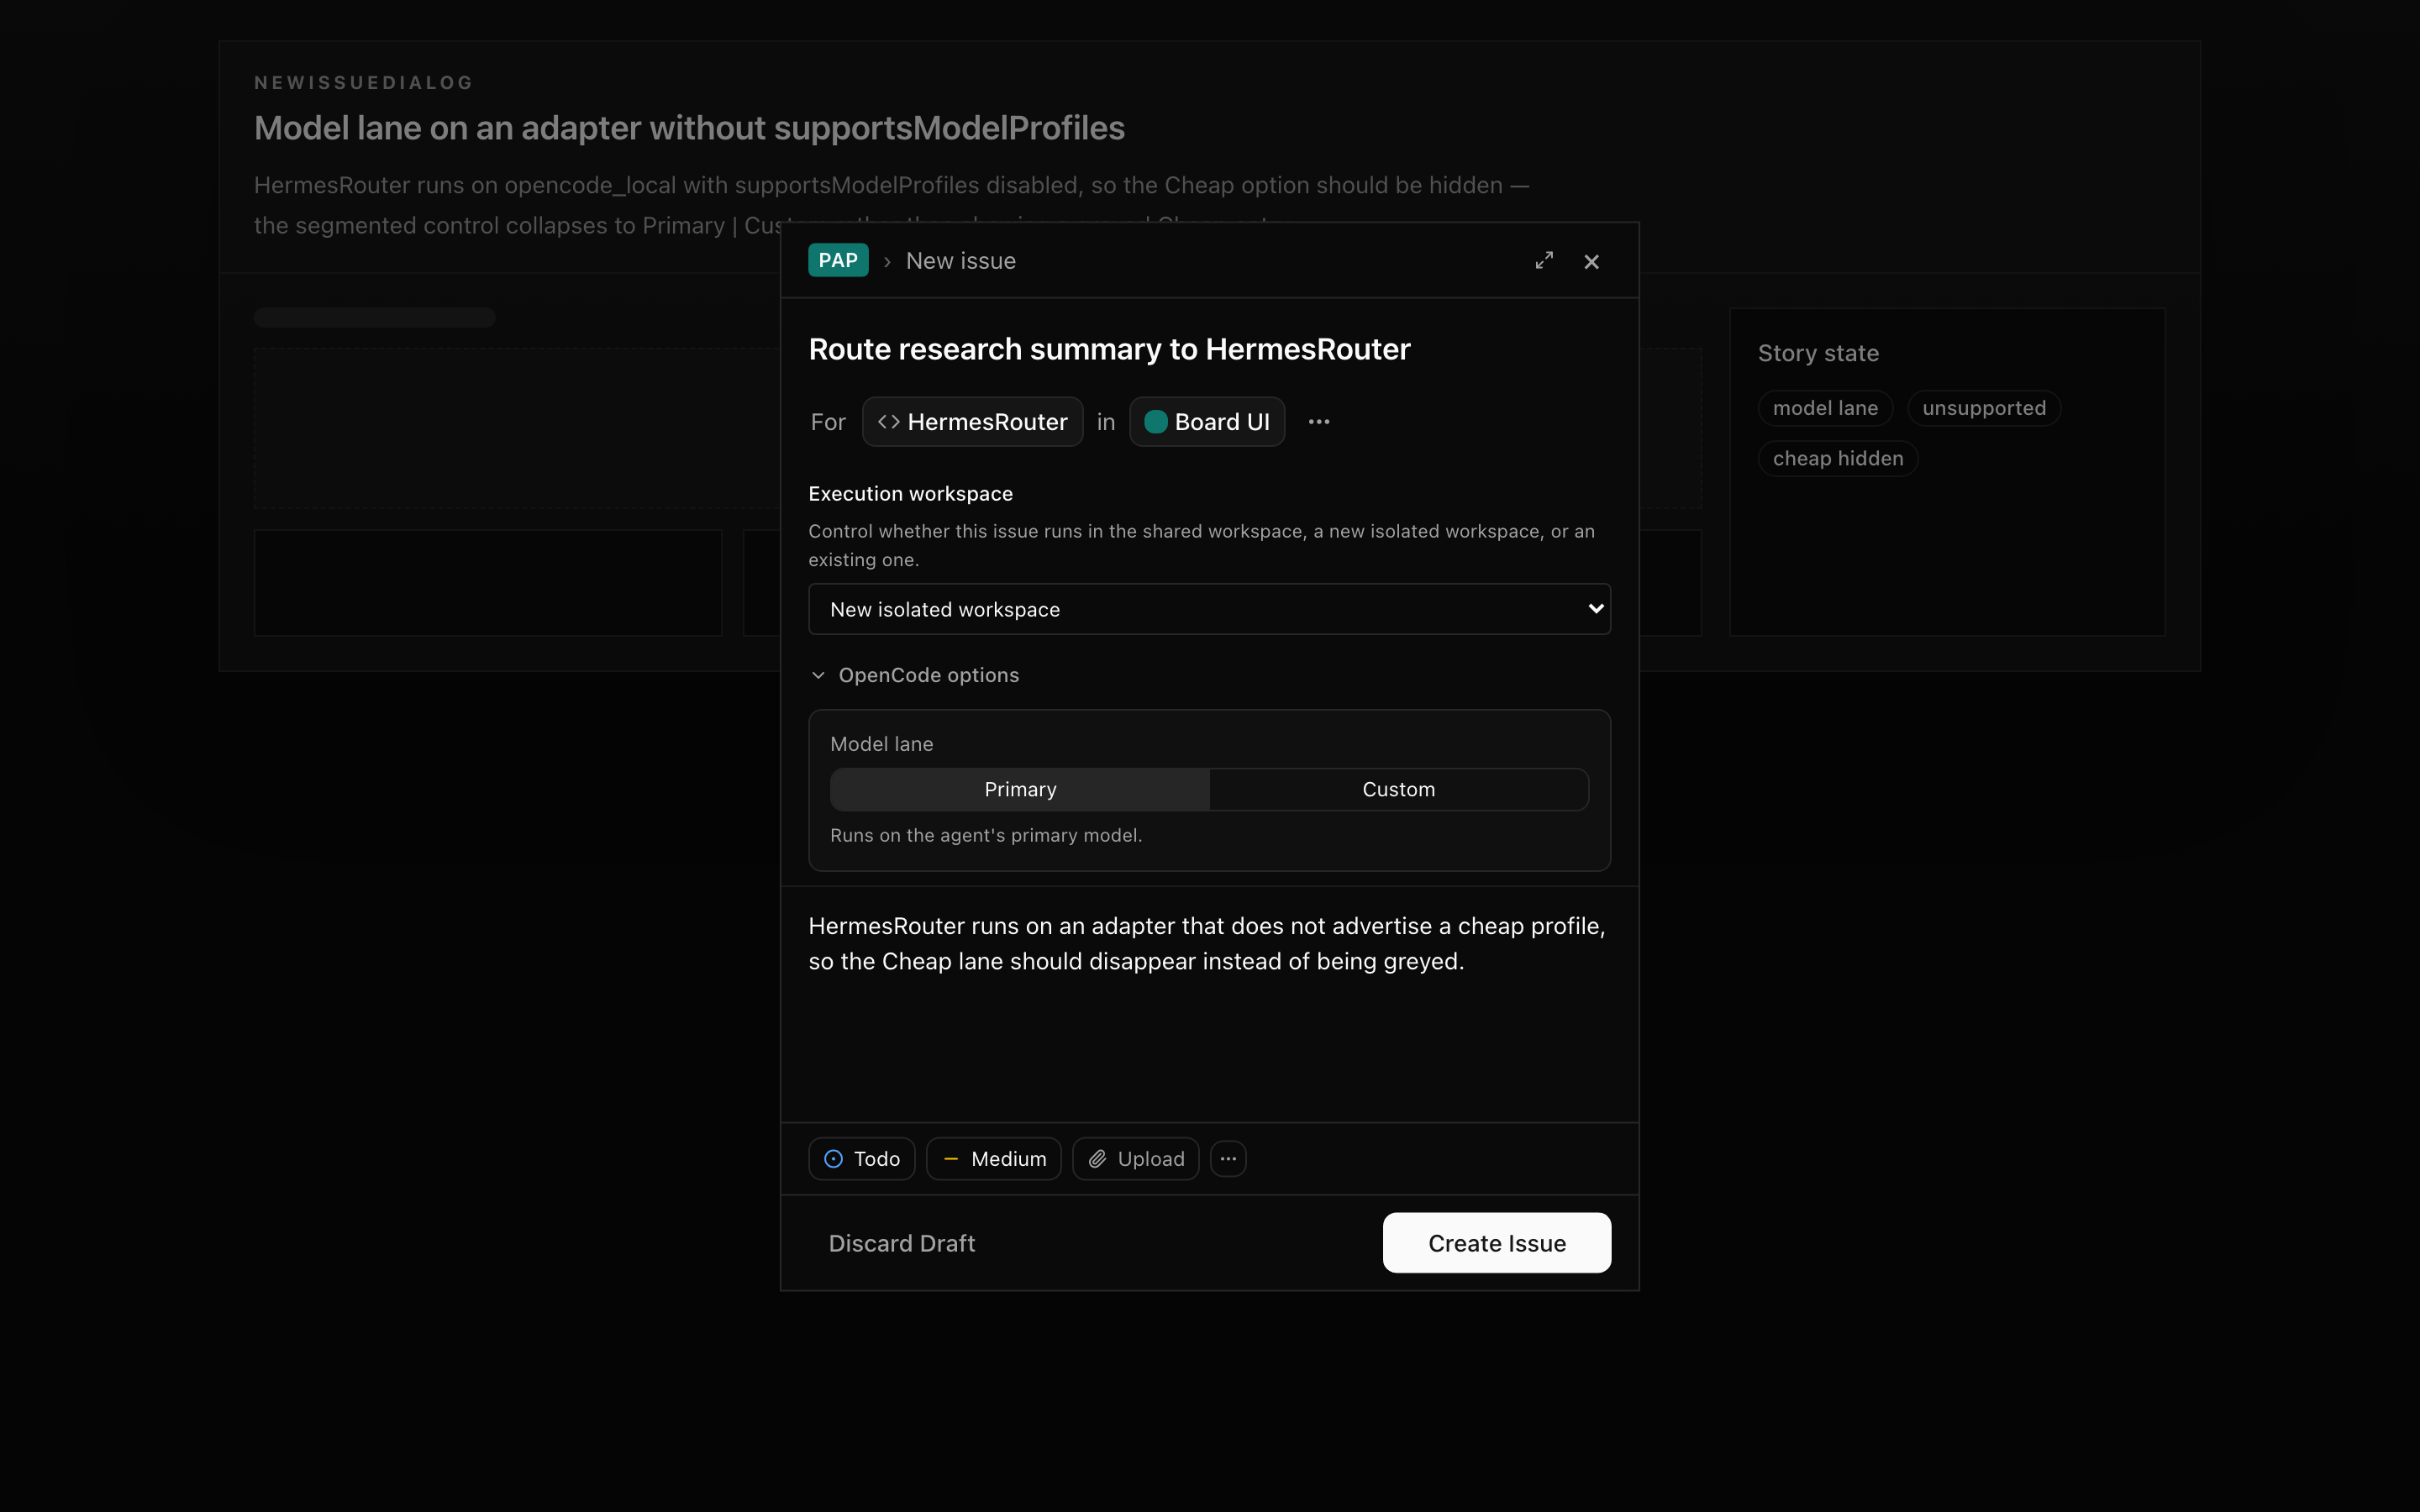 NEWISSUEDIALOG
Model lane on an adapter without supportsModelProfiles
HermesRouter runs on opencode_local with supportsModelProfiles disabled, so the Cheap option should be hidden —
the segmented control collapses to Primary | Cus
PAP › New issue
Route research summary to HermesRouter
For HermesRouter in Board UI
Execution workspace
Control whether this issue runs in the shared workspace, a new isolated workspace, or an
existing one.
New isolated workspace
OpenCode options
Model lane
Primary Custom
Runs on the agent's primary model.
HermesRouter runs on an adapter that does not advertise a cheap profile,
so the Cheap lane should disappear instead of being greyed.
Todo Medium Upload
Discard Draft Create Issue
Story state
model lane unsupported
cheap hidden